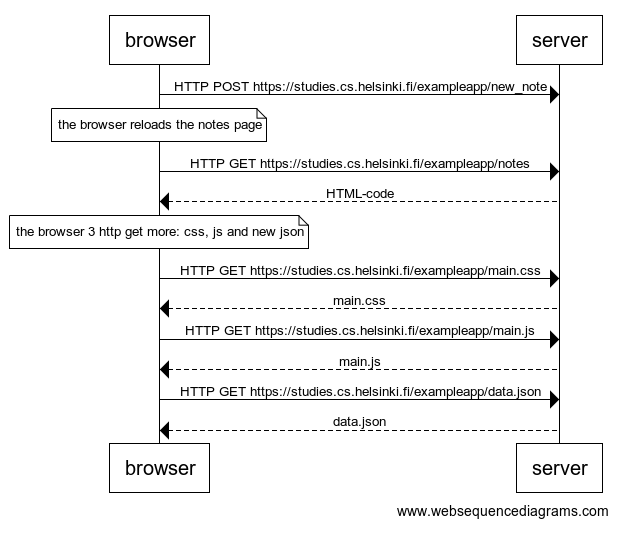 browser
server
HTTP POST https://studies.cs.helsinki.fi/exampleapp/new_note
the browser reloads the notes page
HTTP GET https://studies.cs.helsinki.fi/exampleapp/notes
HTML-code
the browser 3 http get more: css, js and new json
HTTP GET https://studies.cs.helsinki.fi/exampleapp/main.css
main.css
HTTP GET https://studies.cs.helsinki.fi/exampleapp/main.js
main.js
HTTP GET https://studies.cs.helsinki.fi/exampleapp/data.json
data.json
browser
server
www.websequencediagrams.com